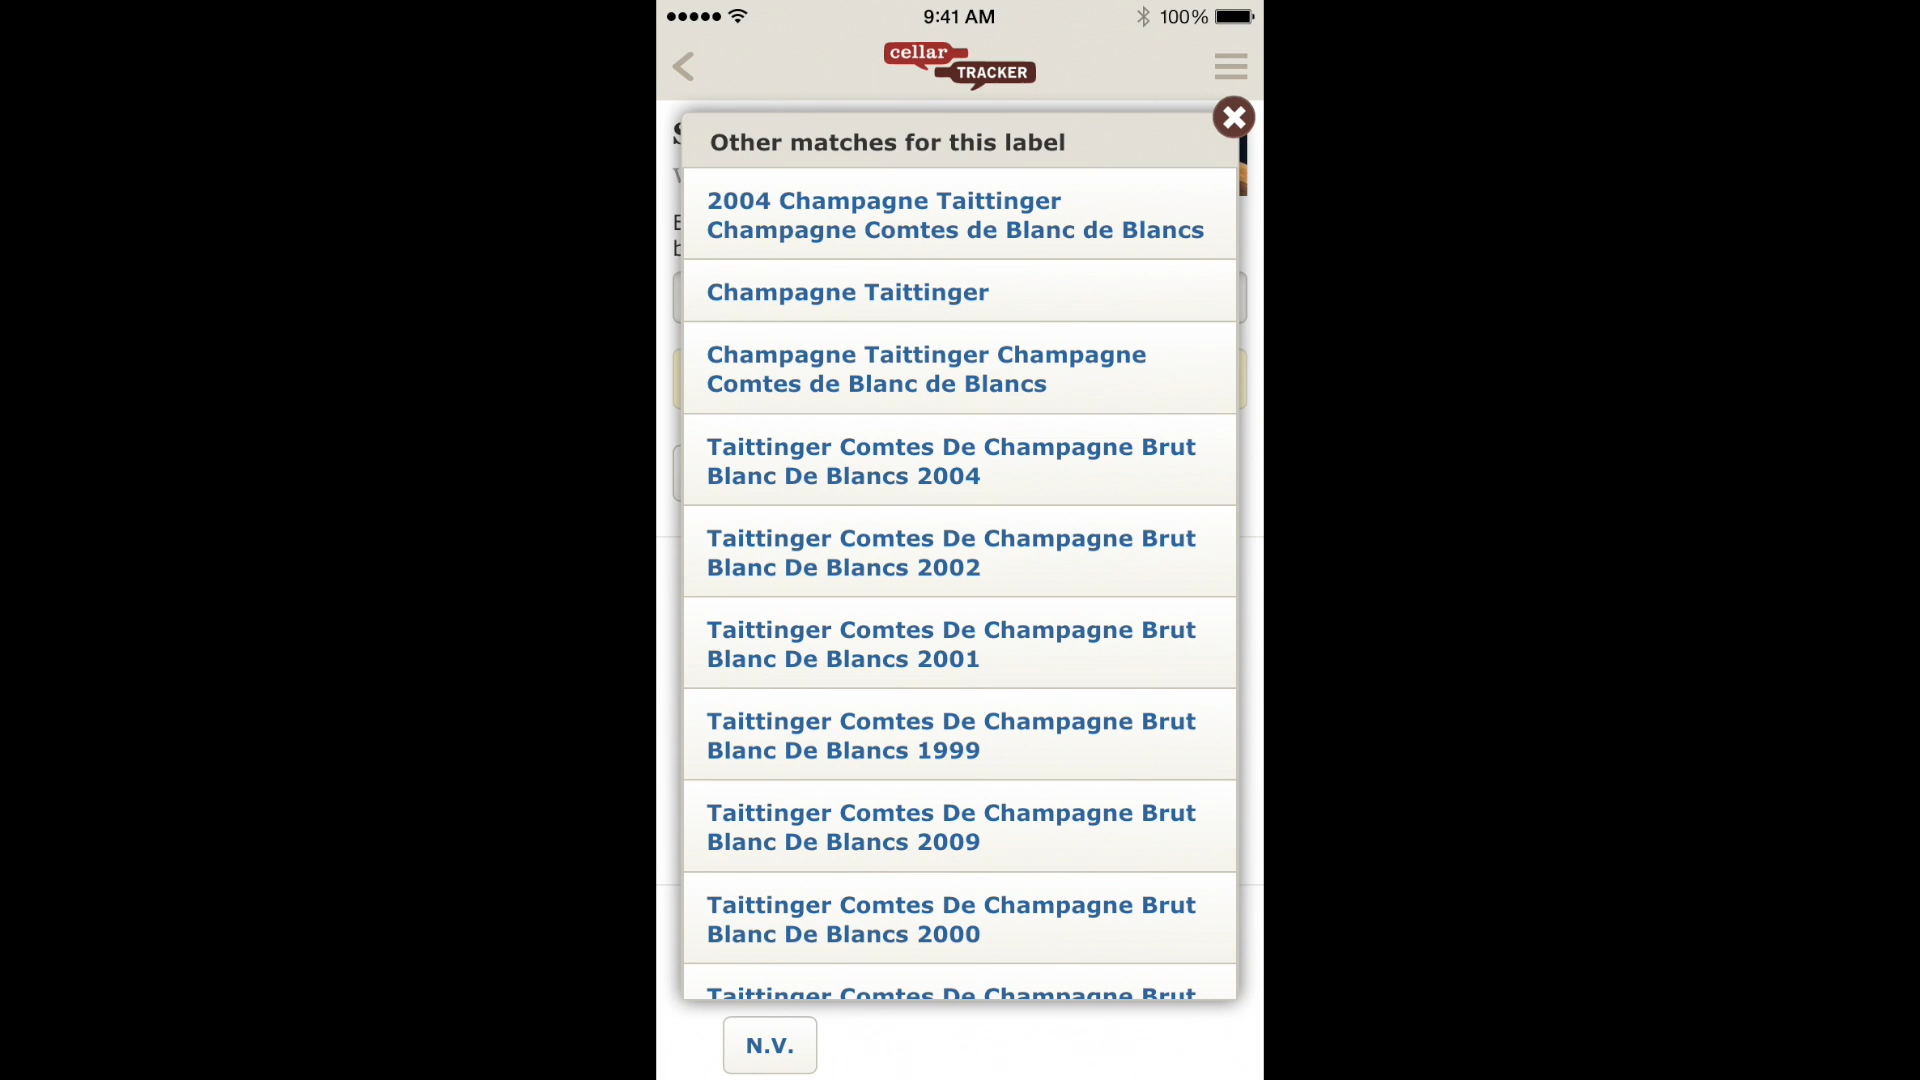 9:41 AM
100%
cellar
TRACKER
Other matches for this label
2004 Champagne Taittinger
Champagne Comtes de Blanc de Blancs
Champagne Taittinger
Champagne Taittinger Champagne
Comtes de Blanc de Blancs
Taittinger Comtes De Champagne Brut
Blanc De Blancs 2004
Taittinger Comtes De Champagne Brut
Blanc De Blancs 2002
Taittinger Comtes De Champagne Brut
Blanc De Blancs 2001
Taittinger Comtes De Champagne Brut
Blanc De Blancs 1999
Taittinger Comtes De Champagne Brut
Blanc De Blancs 2009
Taittinger Comtes De Champagne Brut
Blanc De Blancs 2000
Taittinger Comtes De Champagne Brut
N.V.